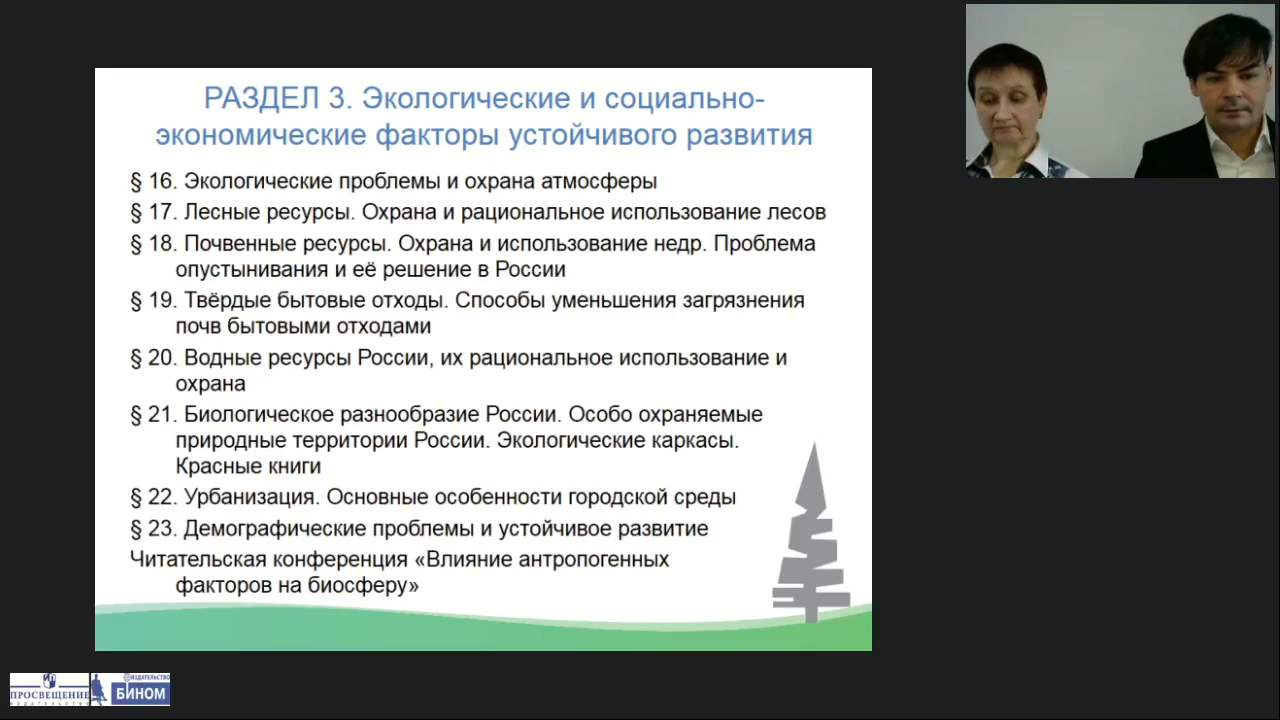 РАЗДЕЛ 3. Экологические и социально-
экономические факторы устойчивого развития
§ 16. Экологические проблемы и охрана атмосферы
§ 17. Лесные ресурсы. Охрана и рациональное использование лесов
§ 18. Почвенные ресурсы. Охрана и использование недр. Проблема
опустынивания и её решение в России
§ 19. Твёрдые бытовые отходы. Способы уменьшения загрязнения
почв бытовыми отходами
§ 20. Водные ресурсы России, их рациональное использование и
охрана
§ 21. Биологическое разнообразие России. Особо охраняемые
природные территории России. Экологические каркасы.
Красные книги
§ 22. Урбанизация. Основные особенности городской среды
§ 23. Демографические проблемы и устойчивое развитие
Читательская конференция «Влияние антропогенных
факторов на биосферу»
ПРОСВЕЩЕНИЕ
ИЗДАТЕЛЬСТВО
ИЗДАТЕЛЬСТВО
БИНОМ